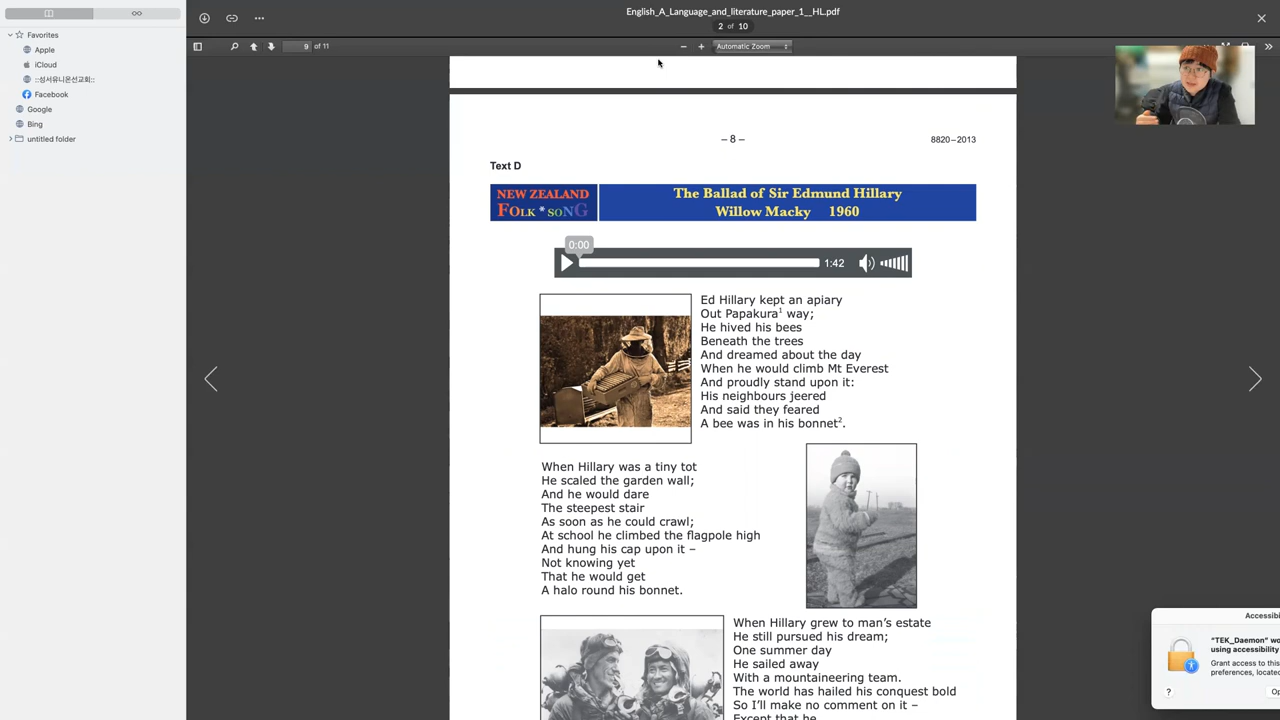 English_A_Language_and_literature_paper_1__HL.pdf
2 of 10
9 of 11
Automatic Zoom
Favorites
Apple
iCloud
::성서유니온선교회::
Facebook
Google
Bing
untitled folder
– 8 –
8820–2013
Text D
NEW ZEALAND
FOLK * SONG
The Ballad of Sir Edmund Hillary
Willow Macky 1960
0:00
1:42
Ed Hillary kept an apiary
Out Papakura1 way;
He hived his bees
Beneath the trees
And dreamed about the day
When he would climb Mt Everest
And proudly stand upon it:
His neighbours jeered
And said they feared
A bee was in his bonnet2.
When Hillary was a tiny tot
He scaled the garden wall;
And he would dare
The steepest stair
As soon as he could crawl;
At school he climbed the flagpole high
And hung his cap upon it –
Not knowing yet
That he would get
A halo round his bonnet.
When Hillary grew to man's estate
He still pursued his dream;
One summer day
He sailed away
With a mountaineering team.
The world has hailed his conquest bold
So I'll make no comment on it –
Except that he
Accessibi
"TEK_Daemon" wo
using accessibility
Grant access to this
preferences, locate
?
Op